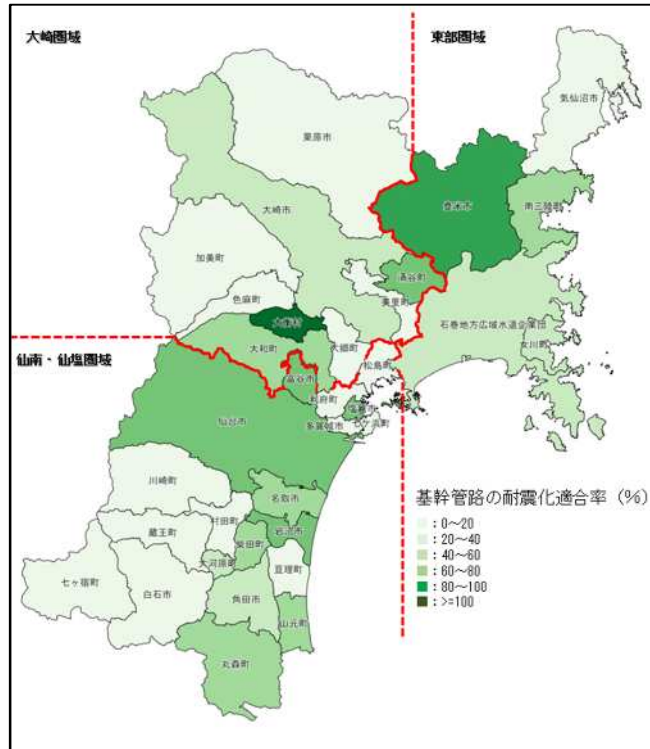 大崎圏域
東部圏域
気仙沼市
栗原市
登米市
南三陸町
大崎市
加美町
涌谷町
色麻町
美里町
石巻地方広域水道企業団
女川町
大衡村
大和町
大郷町
松島町
仙南・仙塩圏域
富谷市
利府町
塩竈市
七ヶ浜町
多賀城市
仙台市
川崎町
名取市
村田町
岩沼市
蔵王町
柴田町
大河原町
亘理町
七ヶ宿町
白石市
角田市
山元町
丸森町
基幹管路の耐震化適合率（%）
：0～20
：20～40
：40～60
：60～80
：80～100
：>=100